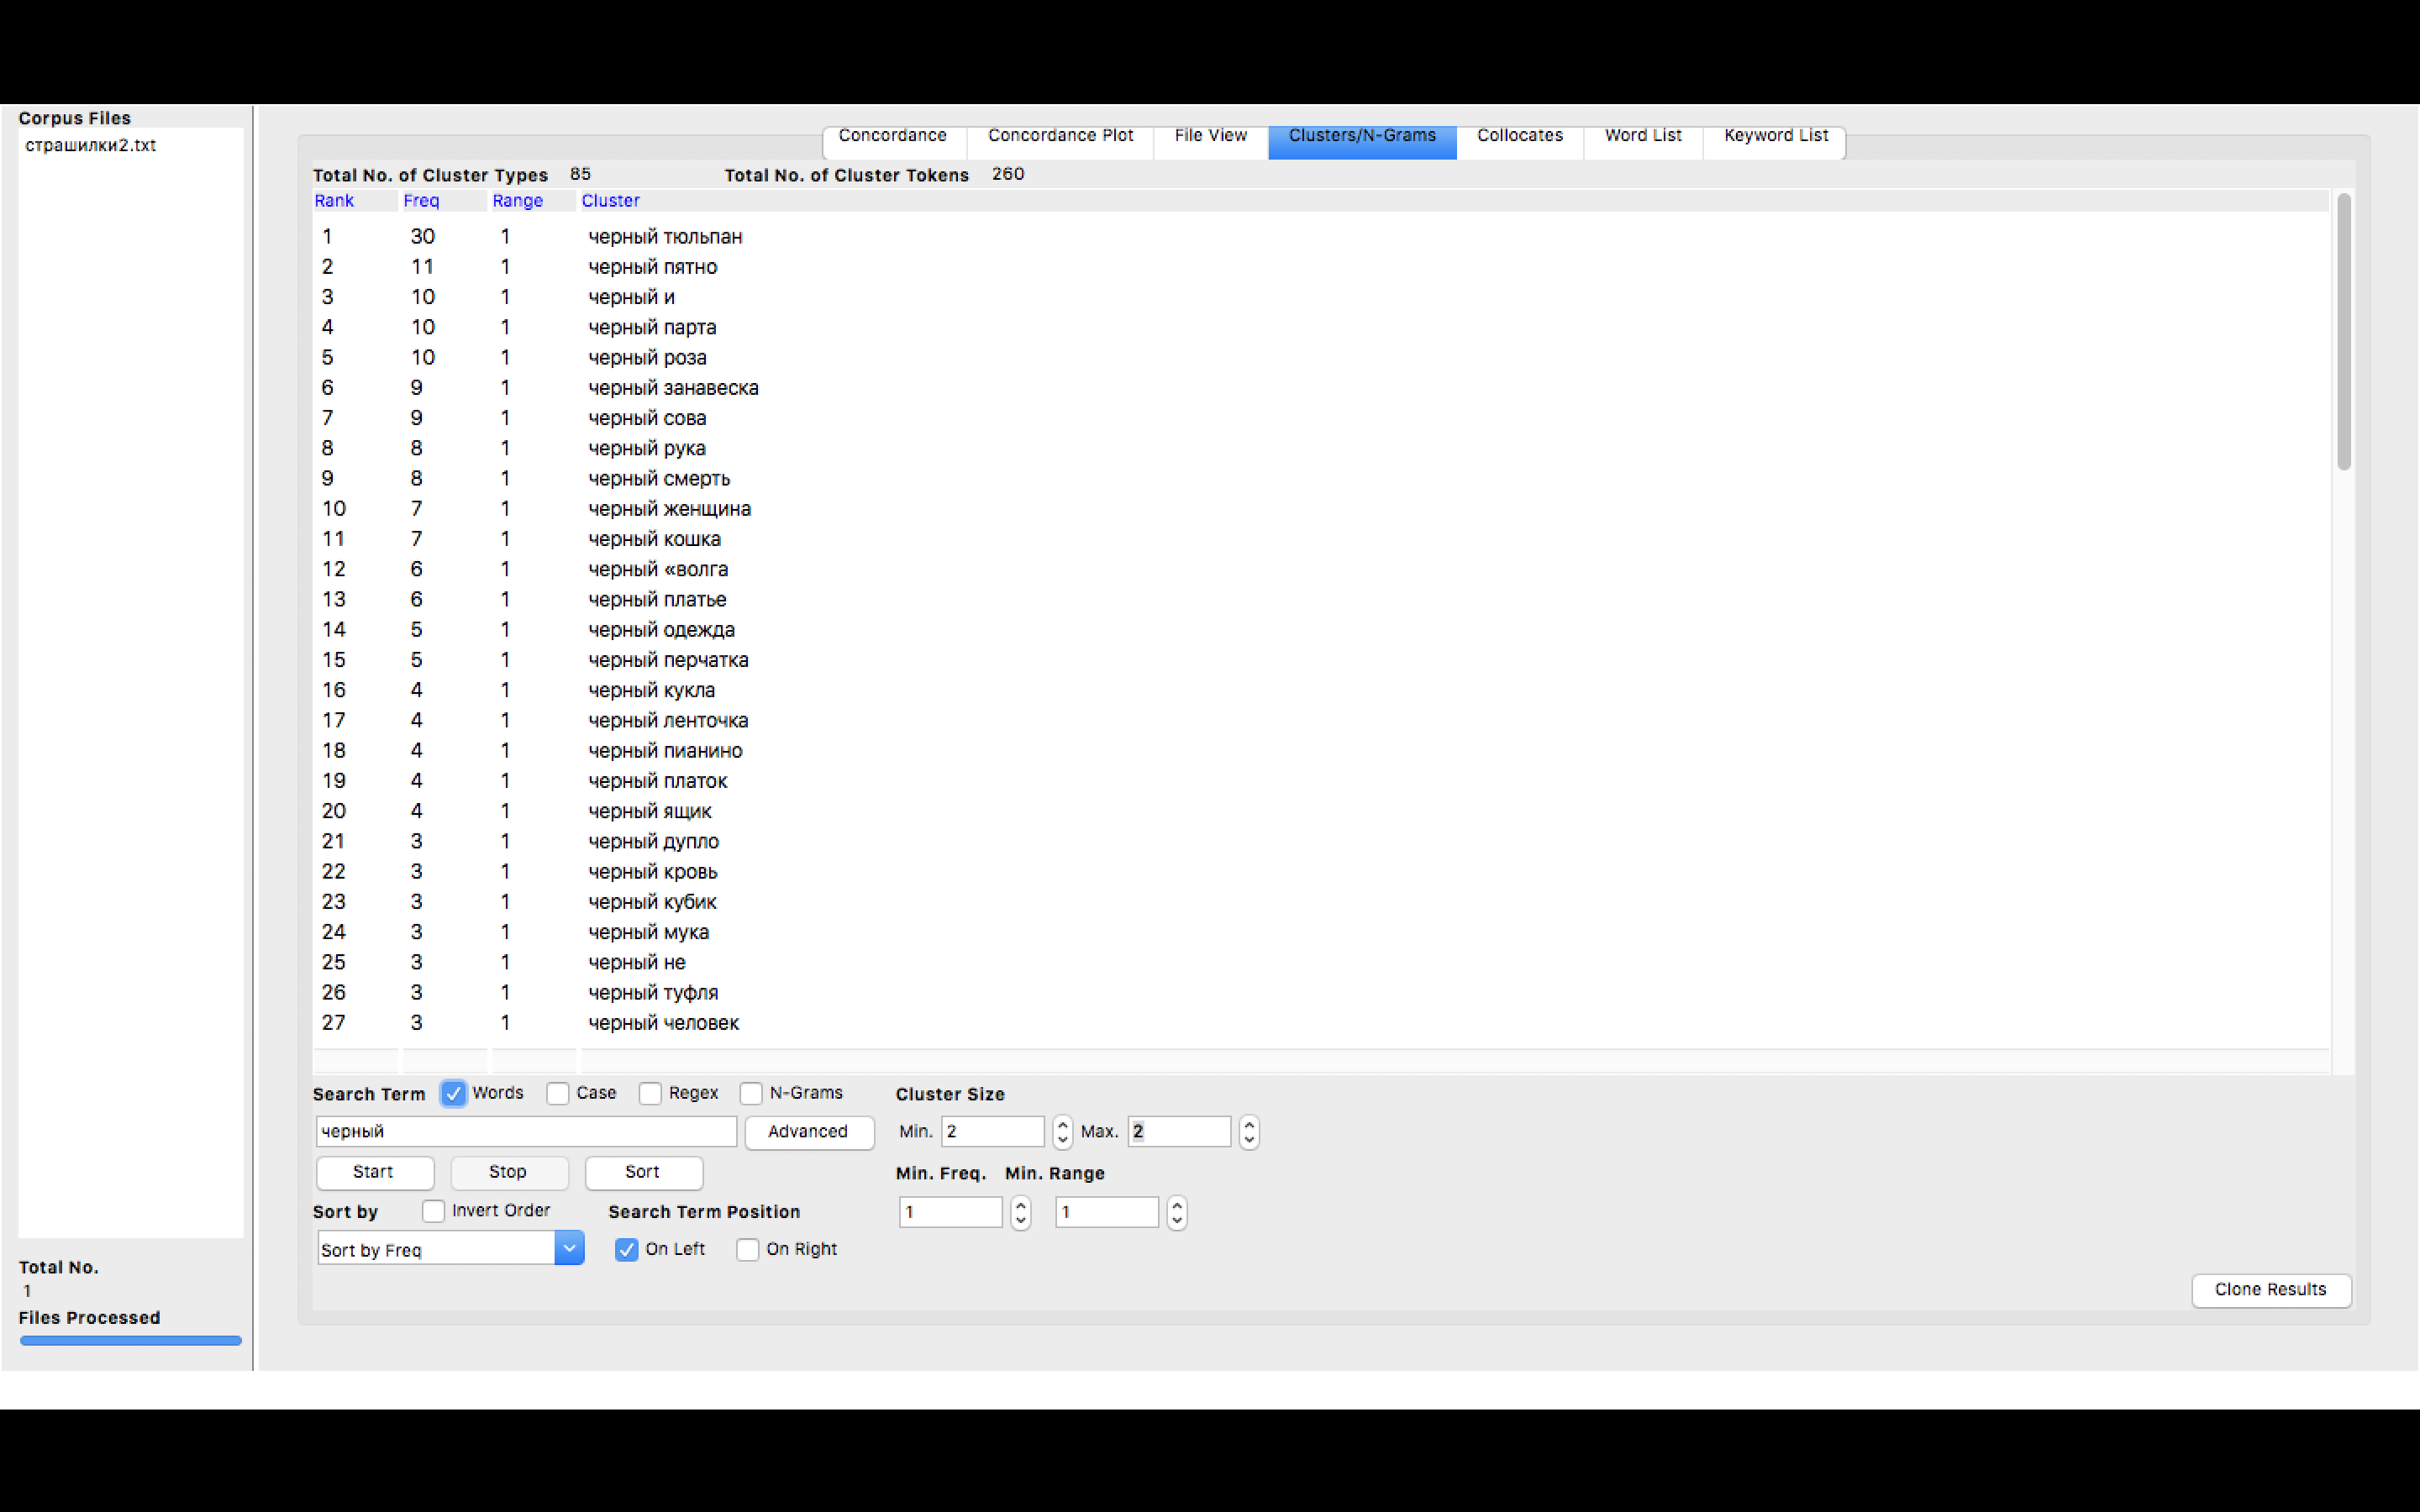 Corpus Files
страшилки2.txt
Concordance Concordance Plot File View Clusters/N-Grams Collocates Word List Keyword List
Total No. of Cluster Types 85 Total No. of Cluster Tokens 260
Rank Freq Range Cluster
1 30 1 черный тюльпан
2 11 1 черный пятно
3 10 1 черный и
4 10 1 черный парта
5 10 1 черный роза
6 9 1 черный занавеска
7 9 1 черный сова
8 8 1 черный рука
9 8 1 черный смерть
10 7 1 черный женщина
11 7 1 черный кошка
12 6 1 черный «волга
13 6 1 черный платье
14 5 1 черный одежда
15 5 1 черный перчатка
16 4 1 черный кукла
17 4 1 черный ленточка
18 4 1 черный пианино
19 4 1 черный платок
20 4 1 черный ящик
21 3 1 черный дупло
22 3 1 черный кровь
23 3 1 черный кубик
24 3 1 черный мука
25 3 1 черный не
26 3 1 черный туфля
27 3 1 черный человек
Search Term Words Case Regex N-Grams Cluster Size
черный Advanced Min. 2 Max. 2
Start Stop Sort Min. Freq. Min. Range
Sort by Invert Order Search Term Position 1 1
Sort by Freq On Left On Right
Clone Results
Total No.
1
Files Processed